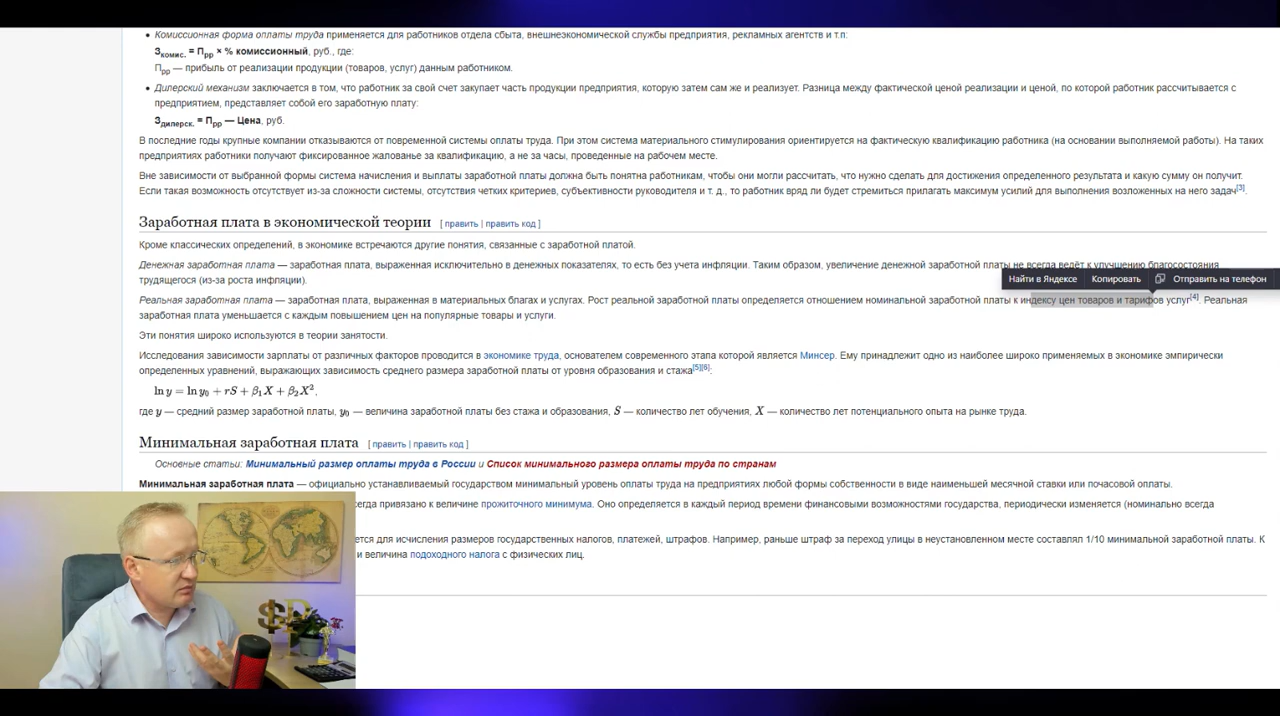 Комиссионная форма оплаты труда применяется для работников отдела сбыта, внешнеэкономической службы предприятия, рекламных агентств и т.п:
Зкомис. = Ппр × % комиссионный, руб., где:
Ппр — прибыль от реализации продукции (товаров, услуг) данным работником.
Дилерский механизм заключается в том, что работник за свой счет закупает часть продукции предприятия, которую затем сам же и реализует. Разница между фактической ценой реализации и ценой, по которой работник рассчитывается с
предприятием, представляет собой его заработную плату:
Здилерск. = Ппр — Цена, руб.
В последние годы крупные компании отказываются от повременной системы оплаты труда. При этом система материального стимулирования ориентируется на фактическую квалификацию работника (на основании выполняемой работы). На таких
предприятиях работники получают фиксированное жалованье за квалификацию, а не за часы, проведенные на рабочем месте.
Вне зависимости от выбранной формы система начисления и выплаты заработной платы должна быть понятна работникам, чтобы они могли рассчитать, что нужно сделать для достижения определенного результата и какую сумму он получит.
Если такая возможность отсутствует из-за сложности системы, отсутствия четких критериев, субъективности руководителя и т. д., то работник вряд ли будет стремиться прилагать максимум усилий для выполнения возложенных на него задач[3].
Заработная плата в экономической теории [ править | править код ]
Кроме классических определений, в экономике встречаются другие понятия, связанные с заработной платой.
Денежная заработная плата — заработная плата, выраженная исключительно в денежных показателях, то есть без учета инфляции. Таким образом, увеличение денежной заработной платы не всегда ведёт к улучшению благосостояния
трудящегося (из-за роста инфляции).
Найти в Яндексе Копировать Отправить на телефон
Реальная заработная плата — заработная плата, выраженная в материальных благах и услугах. Рост реальной заработной платы определяется отношением номинальной заработной платы к индексу цен товаров и тарифов услуг[4]. Реальная
заработная плата уменьшается с каждым повышением цен на популярные товары и услуги.
Эти понятия широко используются в теории занятости.
Исследования зависимости зарплаты от различных факторов проводится в экономике труда, основателем современного этапа которой является Минсер. Ему принадлежит одно из наиболее широко применяемых в экономике эмпирически
определенных уравнений, выражающих зависимость среднего размера заработной платы от уровня образования и стажа[5][6]:
ln y = ln y₀ + rS + β₁X + β₂X²,
где y — средний размер заработной платы, y₀ — величина заработной платы без стажа и образования, S — количество лет обучения, X — количество лет потенциального опыта на рынке труда.
Минимальная заработная плата [ править | править код ]
Основные статьи: Минимальный размер оплаты труда в России и Список минимального размера оплаты труда по странам
Минимальная заработная плата — официально устанавливаемый государством минимальный уровень оплаты труда на предприятиях любой формы собственности в виде наименьшей месячной ставки или почасовой оплаты.
привязано к величине прожиточного минимума. Оно определяется в каждый период времени финансовыми возможностями государства, периодически изменяется (номинально всегда
для исчисления размеров государственных налогов, платежей, штрафов. Например, раньше штраф за переход улицы в неустановленном месте составлял 1/10 минимальной заработной платы. К
и величина подоходного налога с физических лиц.